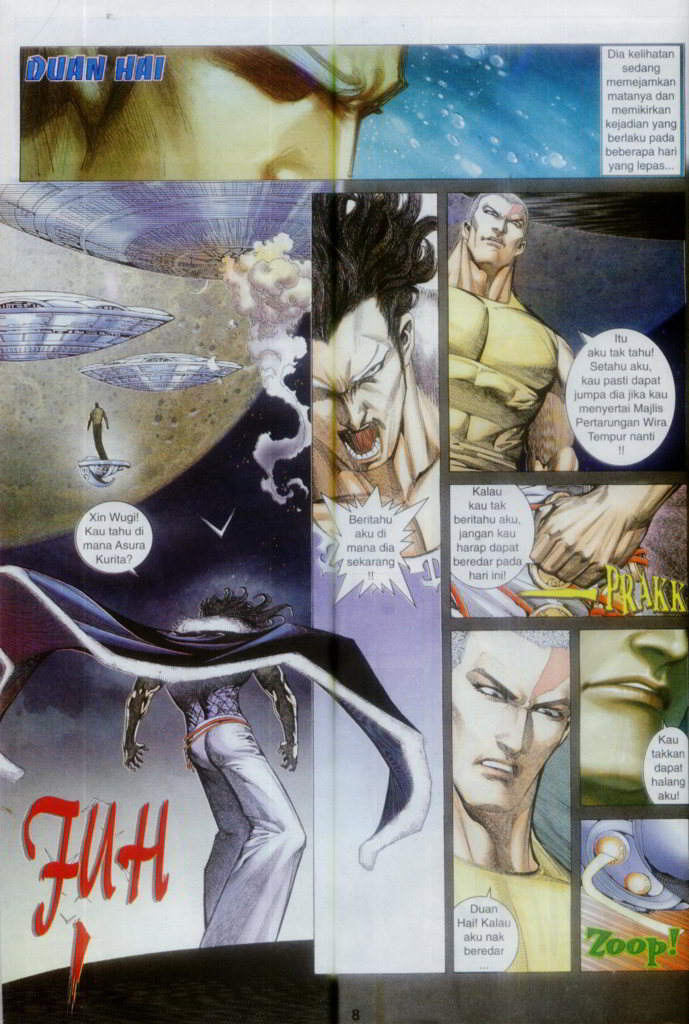 DUAN HAI
Dia kelihatan
sedang
memejamkan
matanya dan
memikirkan
kejadian yang
berlaku pada
beberapa hari
yang lepas...
Xin Wugi!
Kau tahu di
mana Asura
Kurita?
FUH
!
Beritahu
aku di
mana dia
sekarang
!!
Itu
aku tak tahu!
Setahu aku,
kau pasti dapat
jumpa dia jika kau
menyertai Majlis
Pertarungan Wira
Tempur nanti
!!
Kalau
kau tak
beritahu aku,
jangan kau
harap dapat
beredar pada
hari ini!
PRAKK
Duan
Hai! Kalau
aku nak
beredar
...
Kau
takkan
dapat
halang
aku!
Zoop!
8